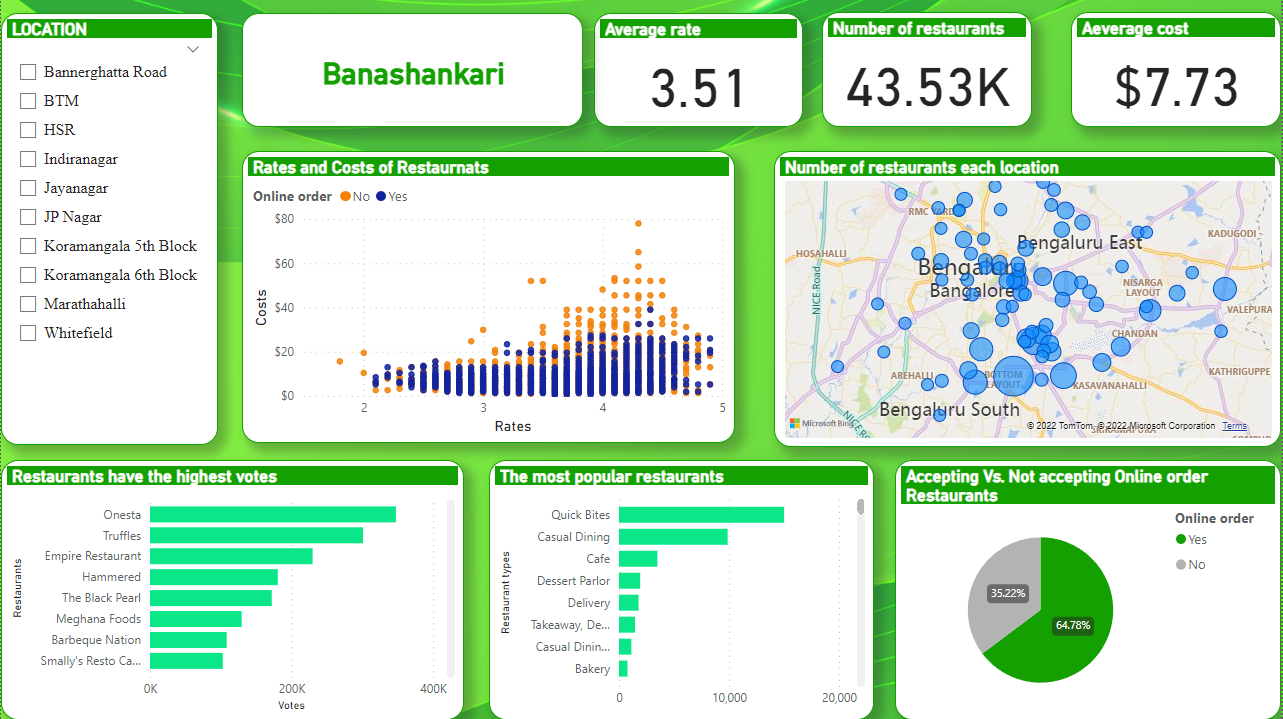 LOCATION
Bannerghatta Road
BTM
HSR
Indiranagar
Jayanagar
JP Nagar
Koramangala 5th Block
Koramangala 6th Block
Marathahalli
Whitefield
Banashankari
Average rate
3.51
Number of restaurants
43.53K
Aeverage cost
$7.73
Rates and Costs of Restaurnats
Online order No Yes
Costs
$80
$60
$40
$20
$0
2 3 4 5
Rates
Number of restaurants each location
RMC YARD
KADUGODI
Bengaluru East
HOSAHALLI
Bengaluru
NISARGA
LAYOUT
Bangalore
NICE Road
VALEPURA
CHANDAN
KATHRIGUPPE
AREHALLI
BOTTOM
LAYOUT
KASAVANAHALLI
Bengaluru South
Microsoft Bing
© 2022 TomTom, © 2022 Microsoft Corporation Terms
Restaurants have the highest votes
Restaurants
Onesta
Truffles
Empire Restaurant
Hammered
The Black Pearl
Meghana Foods
Barbeque Nation
Smally's Resto Ca...
0K 200K 400K
Votes
The most popular restaurants
Restaurant types
Quick Bites
Casual Dining
Cafe
Dessert Parlor
Delivery
Takeaway, De...
Casual Dinin...
Bakery
0 10,000 20,000
Accepting Vs. Not accepting Online order
Restaurants
Online order
Yes
No
35.22%
64.78%